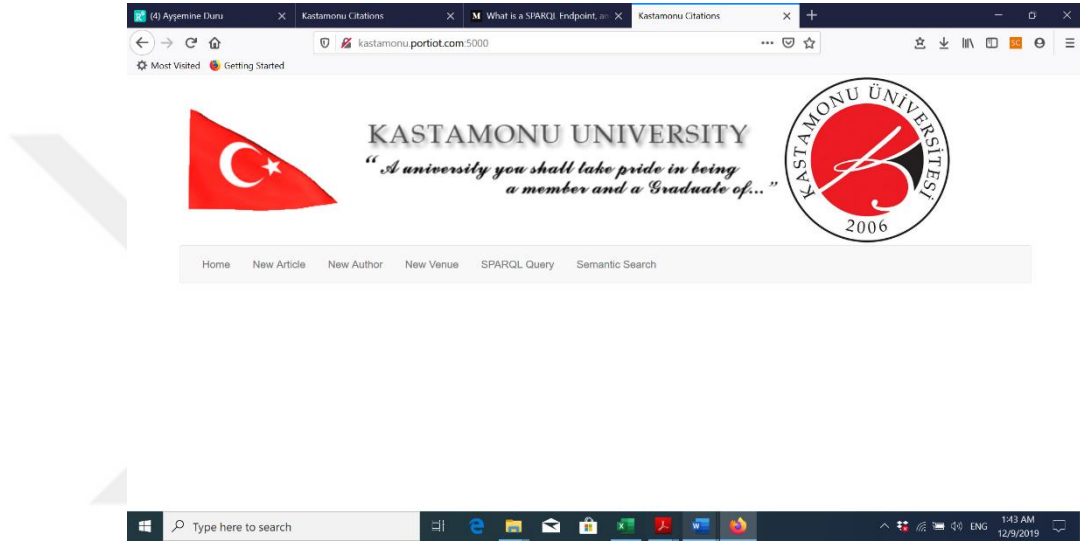 (4) Ayşemine Duru
Kastamonu Citations
What is a SPARQL Endpoint, an
Kastamonu Citations
kastamonu.portiot.com:5000
Most Visited
Getting Started
KASTAMONU UNIVERSITY
“A university you shall take pride in being
a member and a Graduate of...”
KASTAMONU ÜNİVERSİTESİ
2006
Home New Article New Author New Venue SPARQL Query Semantic Search
Type here to search
ENG
1:43 AM
12/9/2019